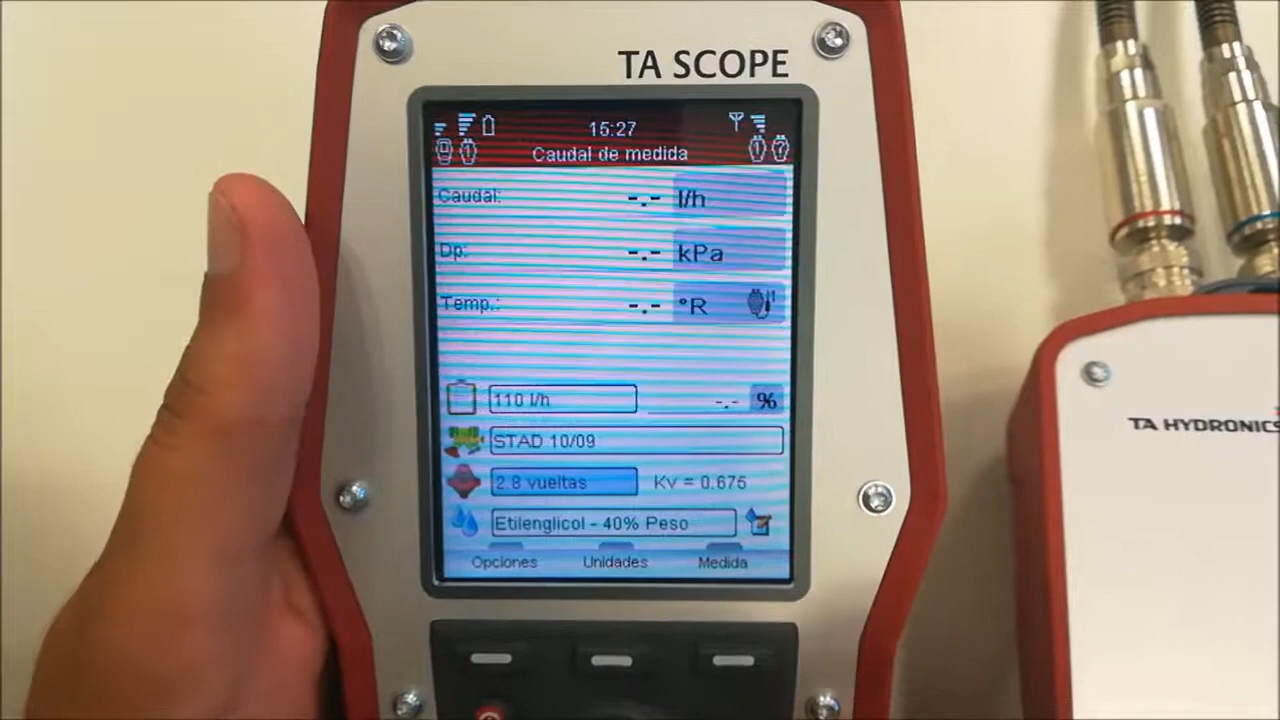 TA SCOPE
15:27
Caudal de medida
Caudal: -.- l/h
Dp: -.- kPa
Temp.: -.- °R
110 l/h -.- %
STAD 10/09
2.8 vueltas Kv = 0.675
Etilenglicol - 40% Peso
Opciones Unidades Medida
TA HYDRONICS